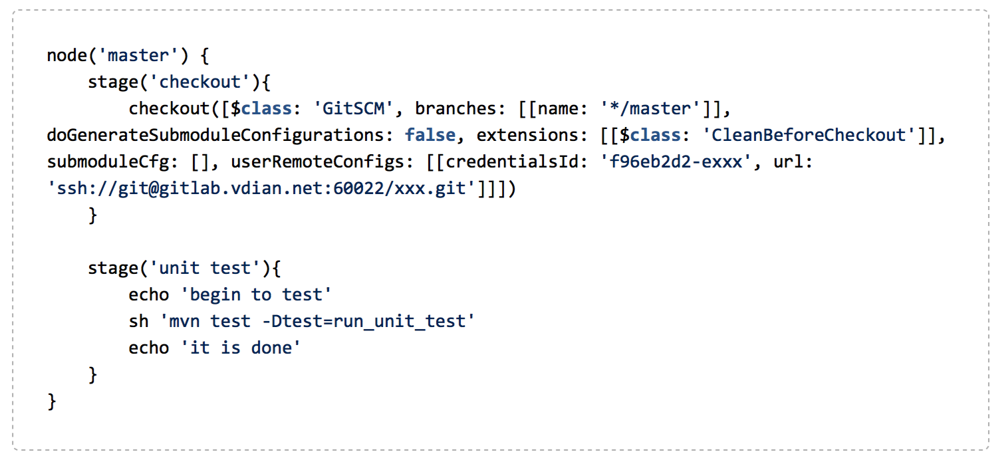 node('master') {
    stage('checkout'){
        checkout([$class: 'GitSCM', branches: [[name: '*/master']],
doGenerateSubmoduleConfigurations: false, extensions: [[$class: 'CleanBeforeCheckout']],
submoduleCfg: [], userRemoteConfigs: [[credentialsId: 'f96eb2d2-exxx', url:
'ssh://git@gitlab.vdian.net:60022/xxx.git']]])
    }
    stage('unit test'){
        echo 'begin to test'
        sh 'mvn test -Dtest=run_unit_test'
        echo 'it is done'
    }
}